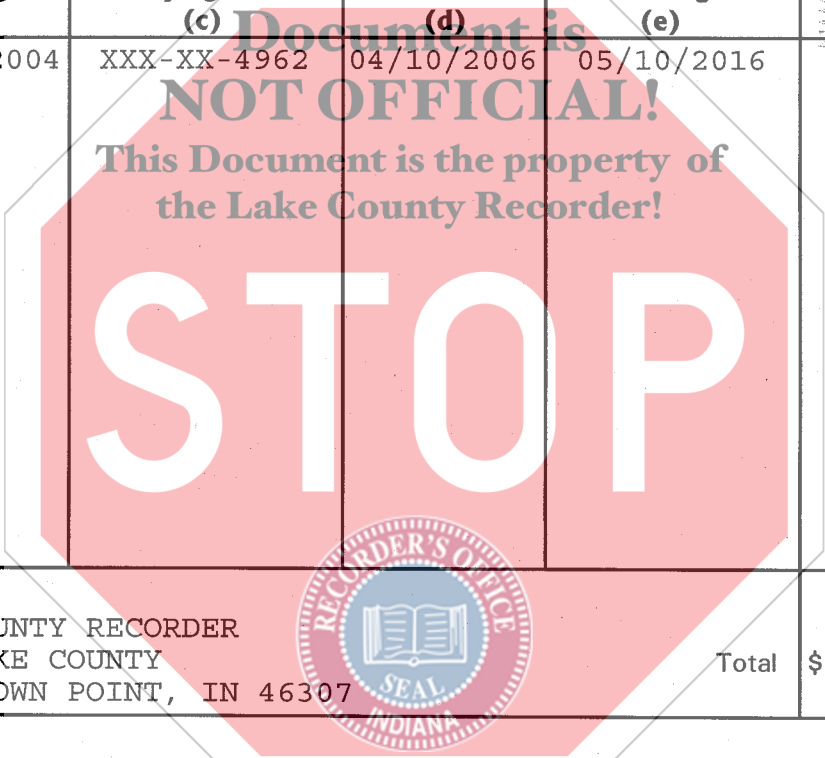 (c) (d) (e)
Document is
:004 XXX-XX-4962 04/10/2006 05/10/2016
NOT OFFICIAL!
This Document is the property of
the Lake County Recorder!
STOP
RECORDER'S OFFICE
SEAL
INDIANA
UNTY RECORDER
KE COUNTY Total $
OWN POINT, IN 46307